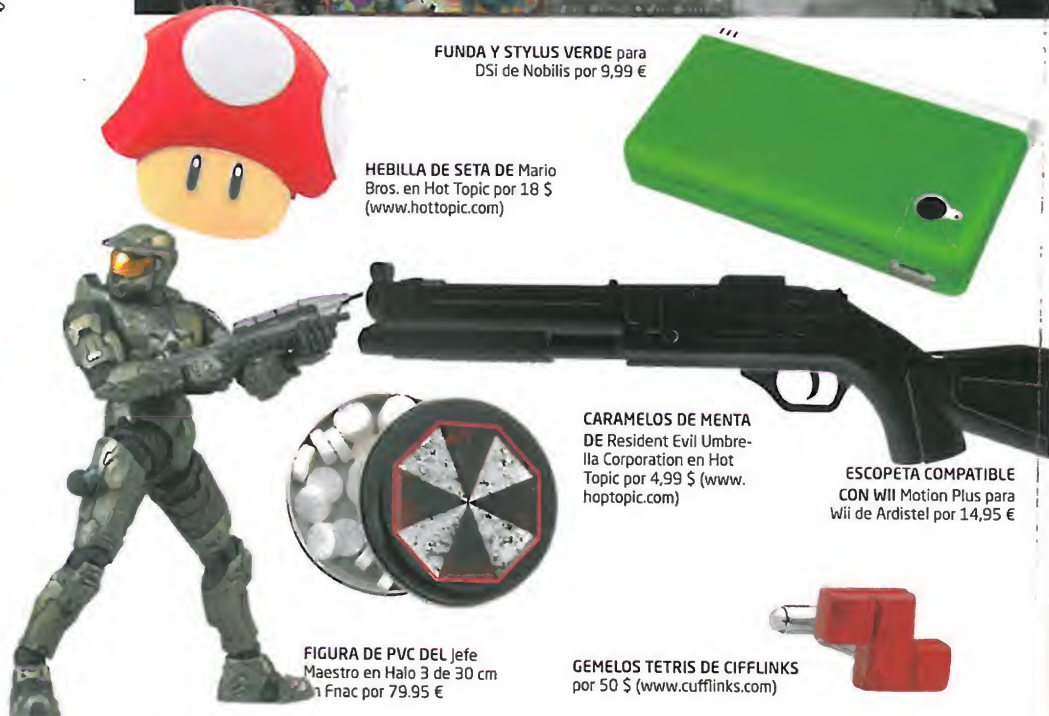 FUNDA Y STYLUS VERDE para
DSi de Nobilis por 9,99 €
HEBILLA DE SETA DE Mario
Bros. en Hot Topic por 18 $
(www.hottopic.com)
CARAMELOS DE MENTA
DE Resident Evil Umbre-
lla Corporation en Hot
Topic por 4,99 $ (www.
hoptopic.com)
ESCOPETA COMPATIBLE
CON WII Motion Plus para
Wii de Ardistel por 14,95 €
FIGURA DE PVC DEL Jefe
Maestro en Halo 3 de 30 cm
Fnac por 79.95 €
GEMELOS TETRIS DE CIFFLINKS
por 50 $ (www.cufflinks.com)